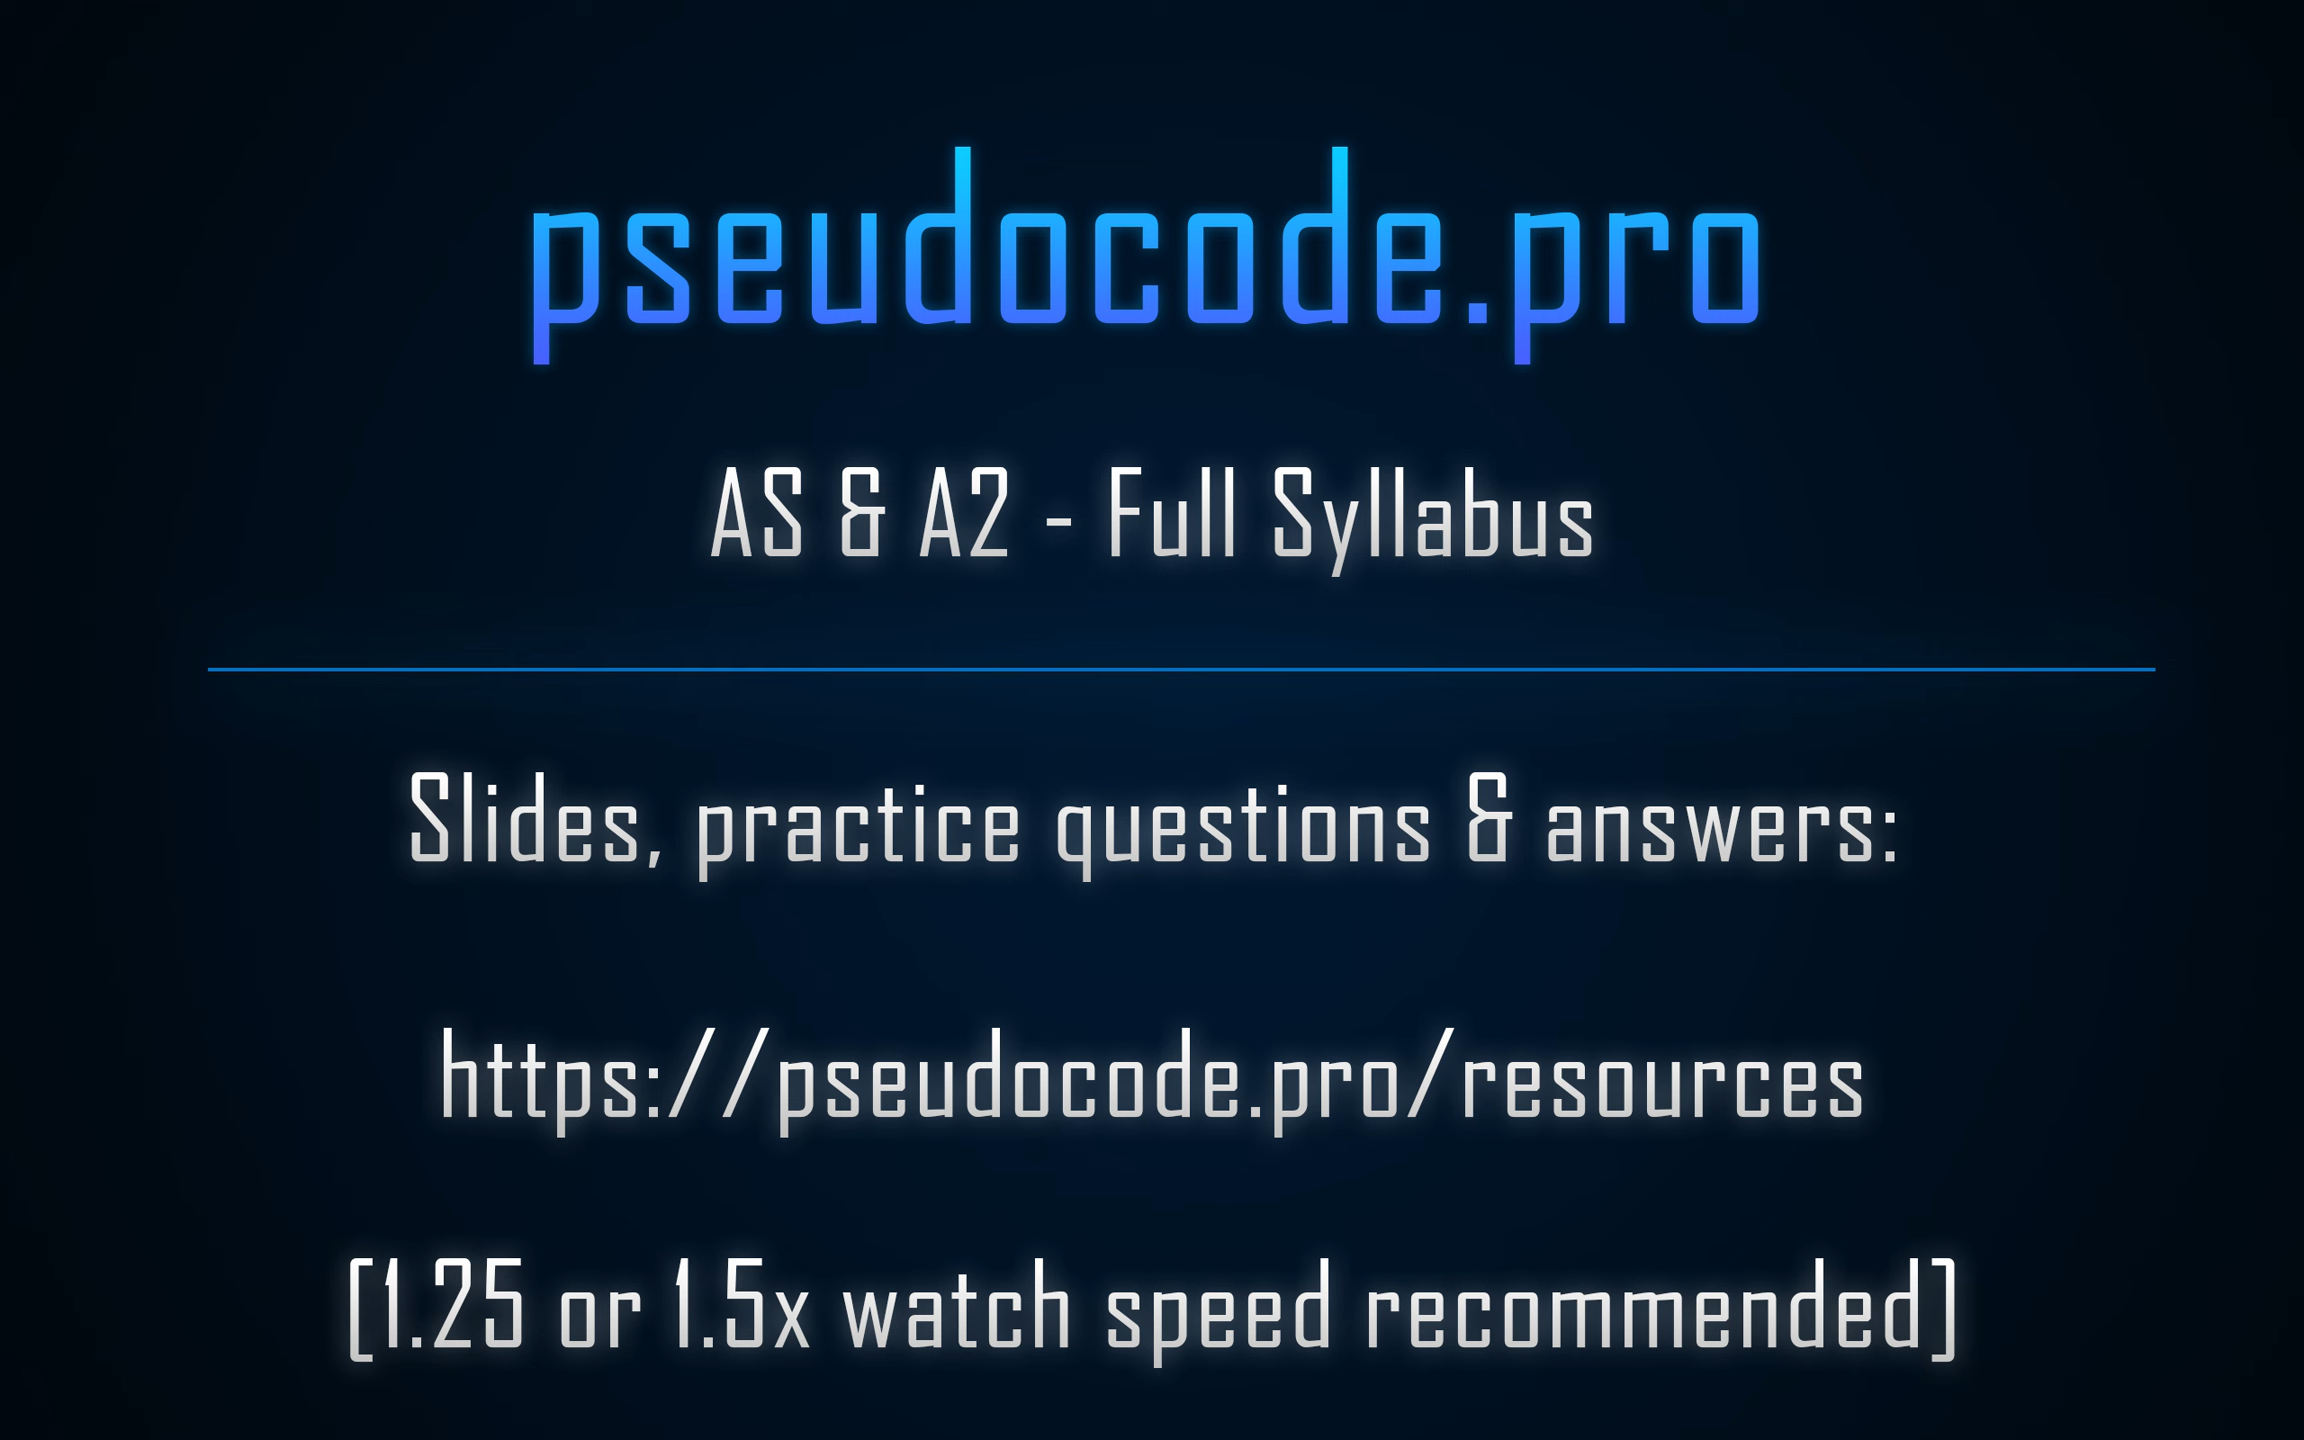 pseudocode.pro
AS & A2 - Full Syllabus
Slides, practice questions & answers:
https://pseudocode.pro/resources
[1.25 or 1.5x watch speed recommended]